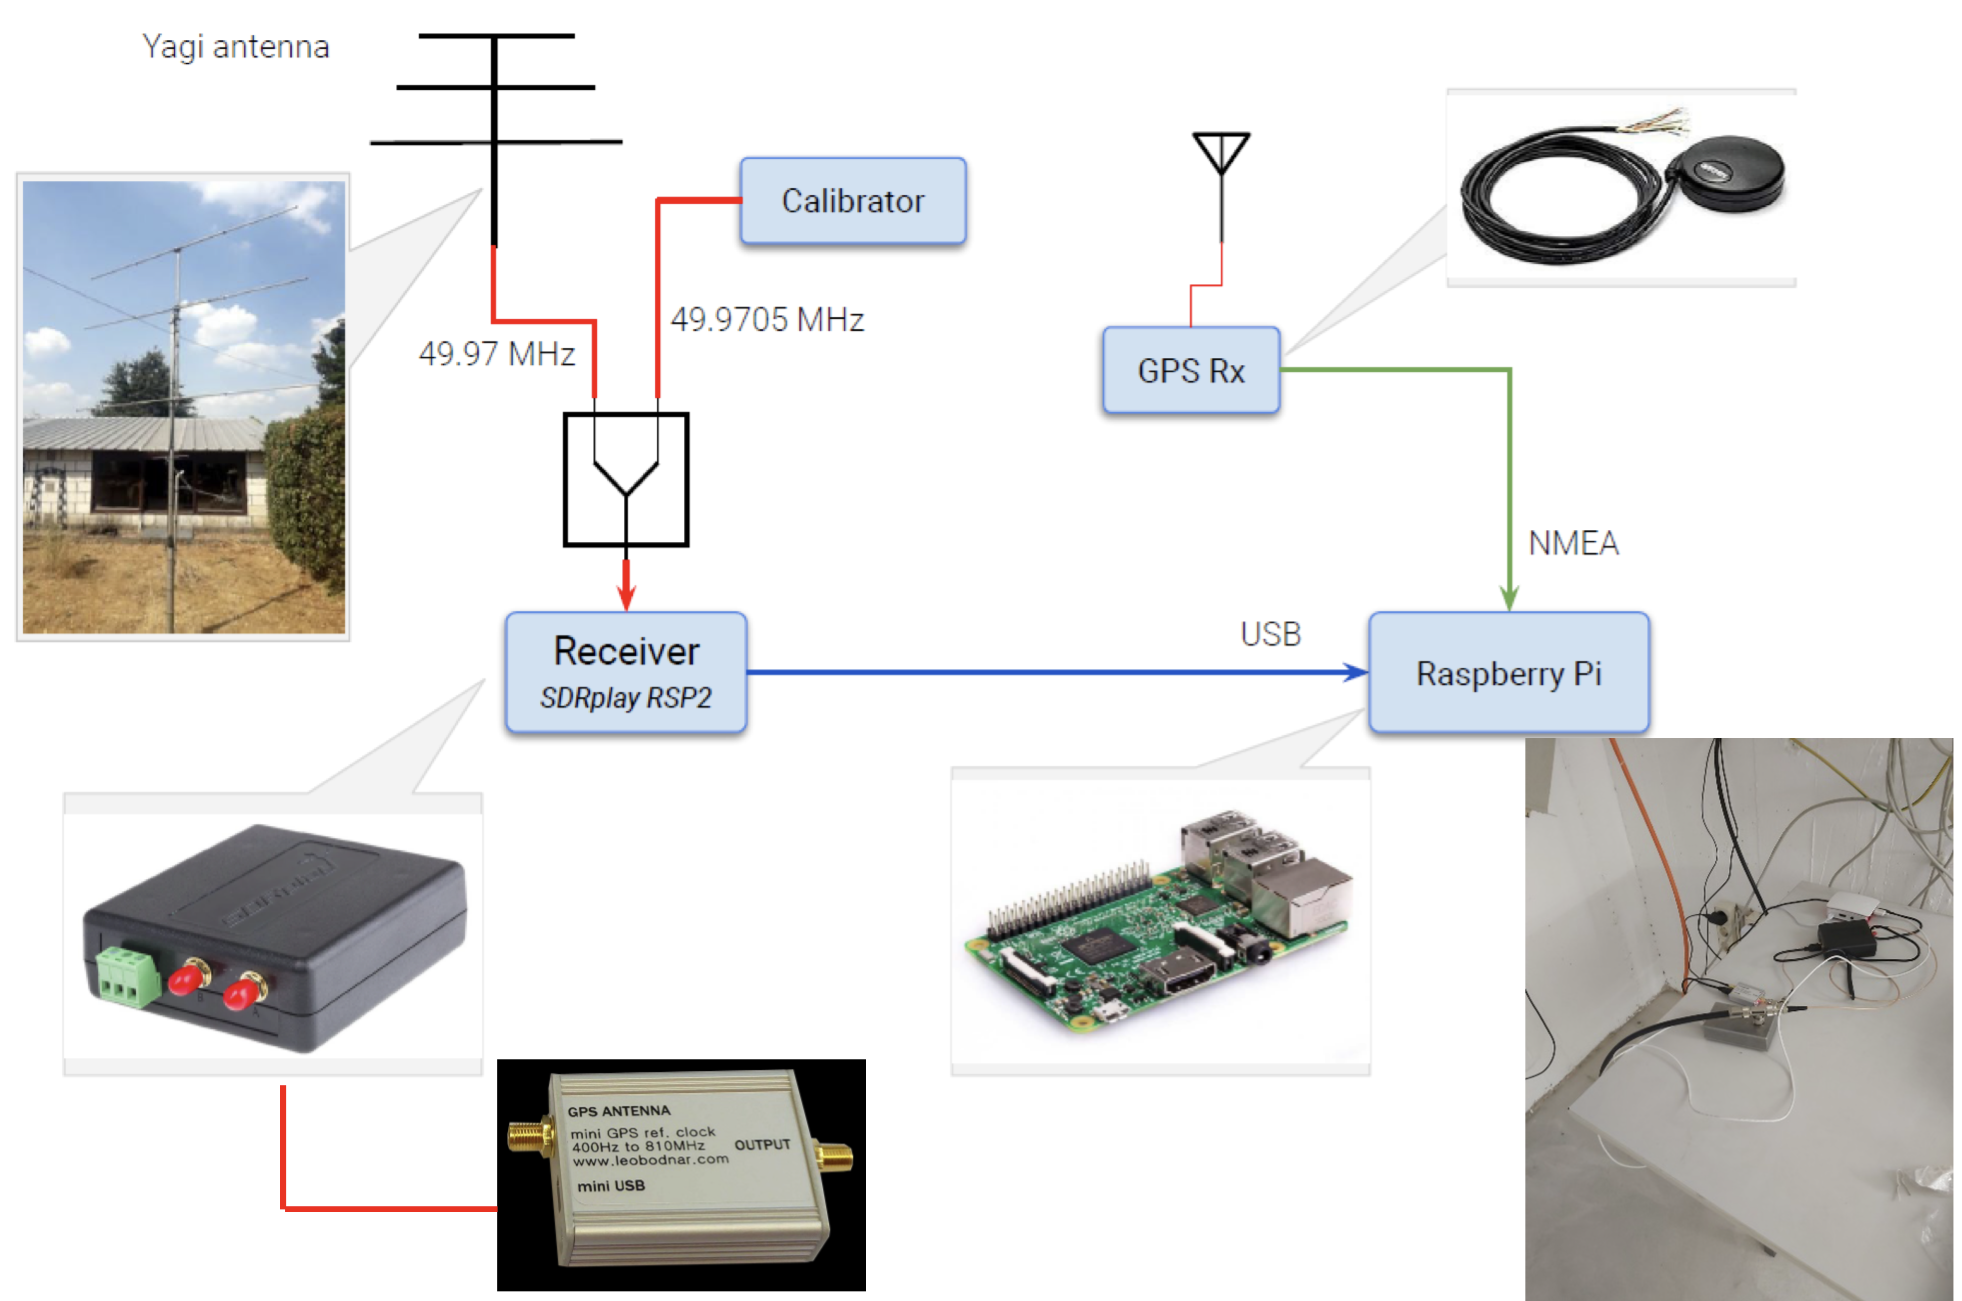 Yagi antenna
Calibrator
49.9705 MHz
49.97 MHz
GPS Rx
NMEA
USB
Receiver
SDRplay RSP2
Raspberry Pi
SDRplay
B
A
GPS ANTENNA
mini GPS ref. clock
400Hz to 810MHz
www.leobodnar.com
OUTPUT
mini USB